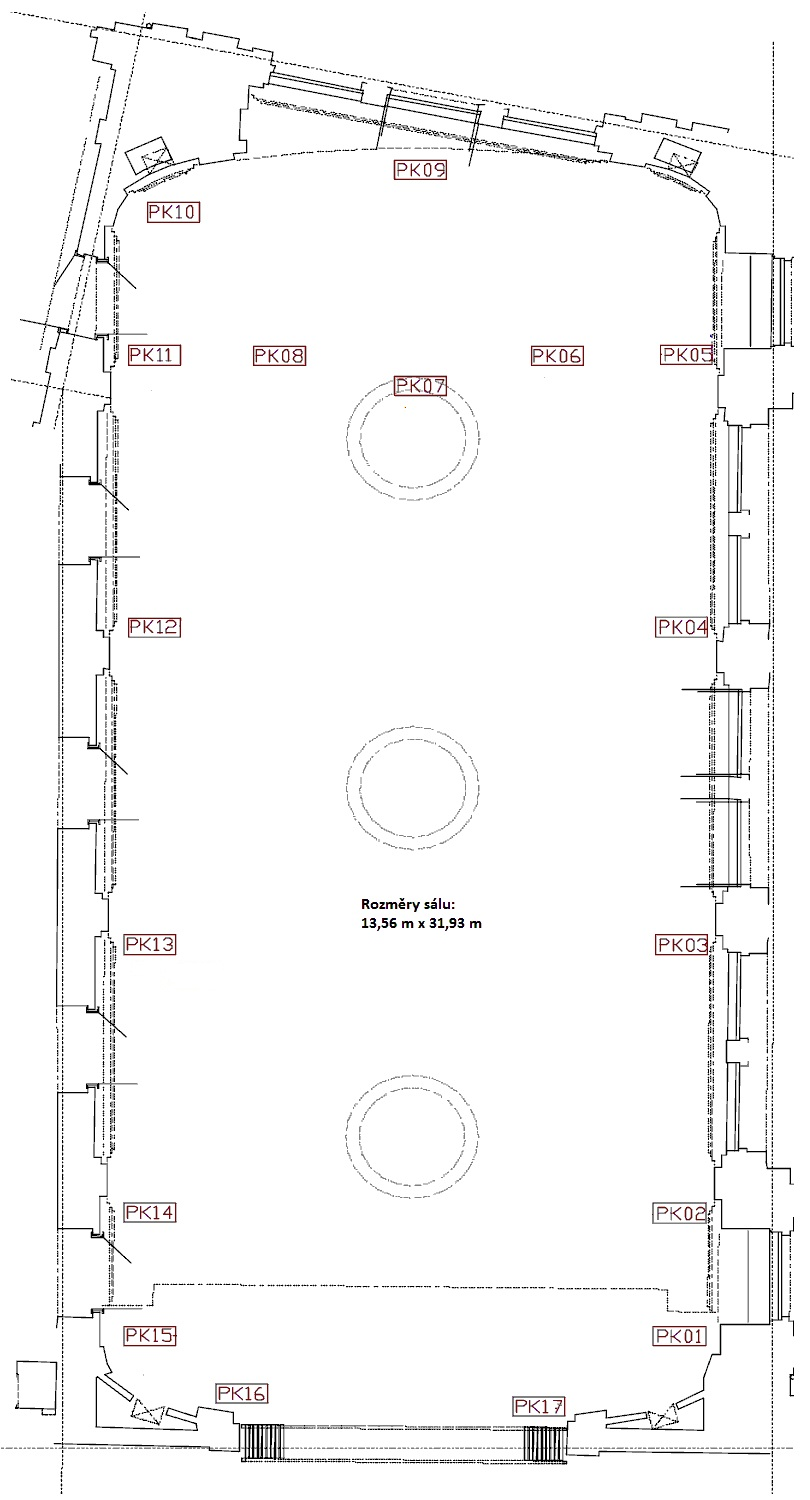 PK09
PK10
PK11
PK08
PK06
PK05
PK07
PK12
PK04
Rozměry sálu:
13,56 m x 31,93 m
PK13
PK03
PK14
PK02
PK15
PK01
PK16
PK17